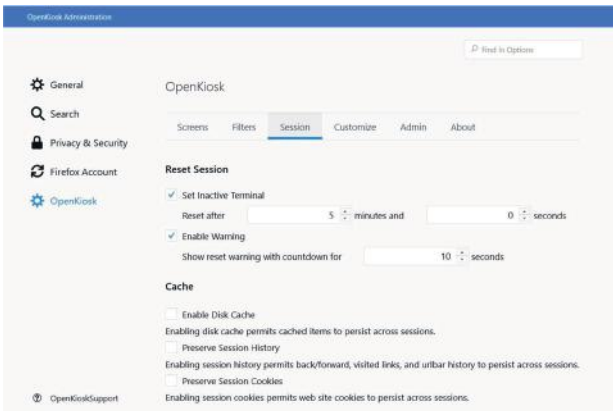 OpenKiosk Administration
Find in Options
General
Search
Privacy & Security
Firefox Account
OpenKiosk
OpenKioskSupport
OpenKiosk
Screens Filters Session Customize Admin About
Reset Session
Set Inactive Terminal
Reset after 5 minutes and 0 seconds
Enable Warning
Show reset warning with countdown for 10 seconds
Cache
Enable Disk Cache
Enabling disk cache permits cached items to persist across sessions.
Preserve Session History
Enabling session history permits back/forward, visited links, and urlbar history to persist across sessions.
Preserve Session Cookies
Enabling session cookies permits web site cookies to persist across sessions.